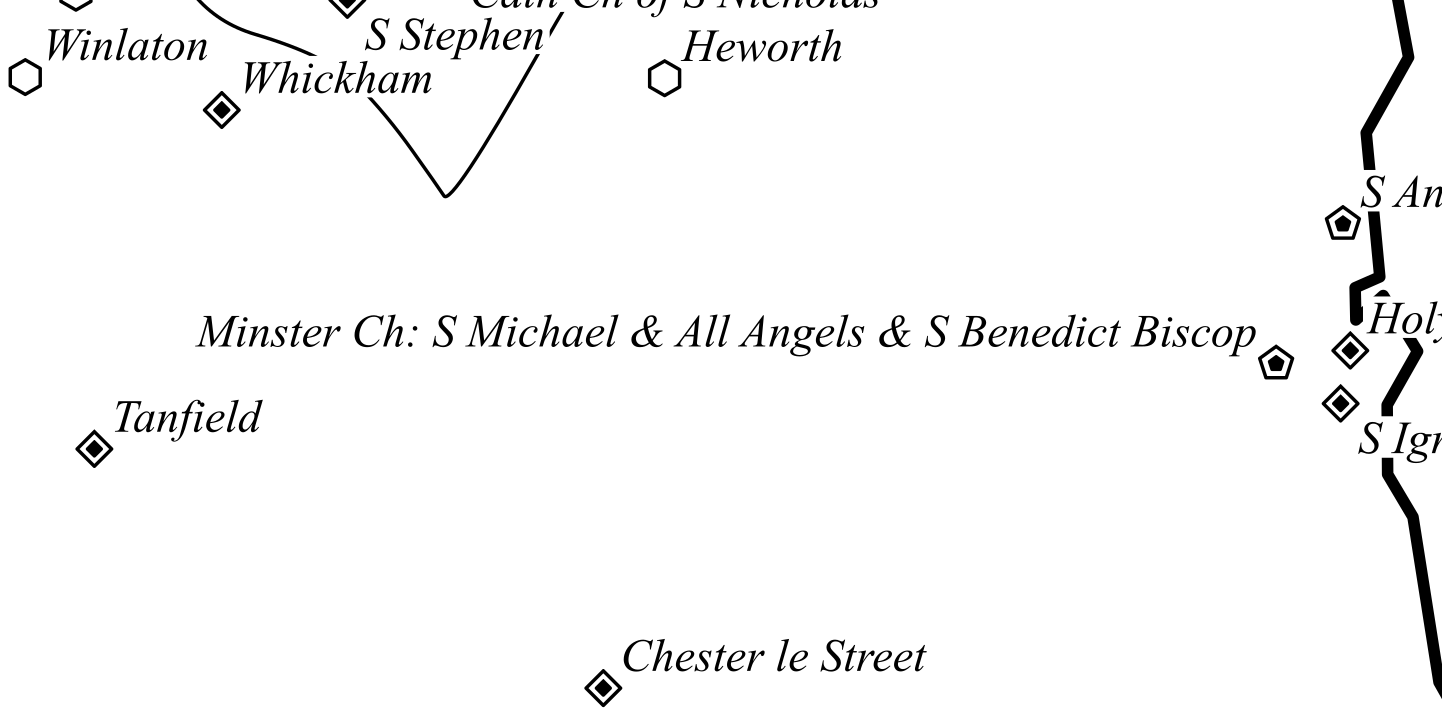 Cath Ch of S Nicholas
S Stephen
Winlaton
Heworth
Whickham
S An
Holy
Minster Ch: S Michael & All Angels & S Benedict Biscop
Tanfield
S Ign
Chester le Street